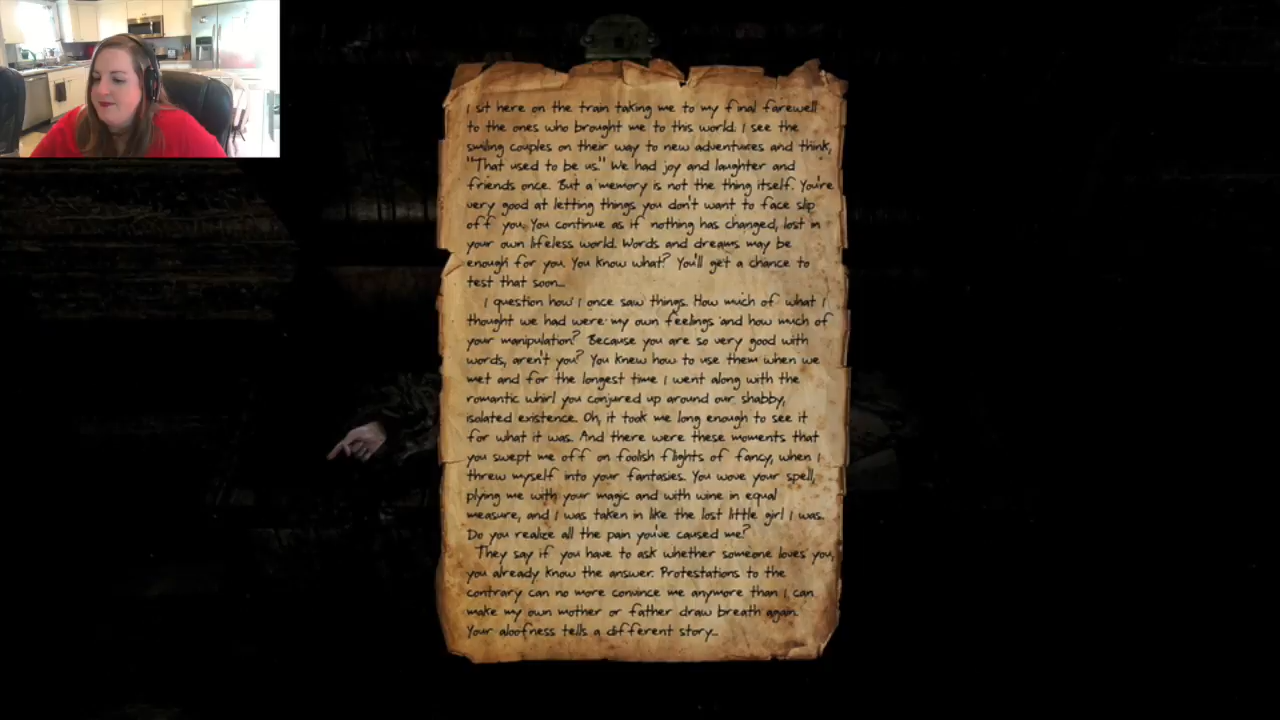 I sit here on the train taking me to my final farewell
to the ones who brought me to this world. I see the
smiling couples on their way to new adventures and think,
"That used to be us." We had joy and laughter and
friends once. But a memory is not the thing itself. You're
very good at letting things you don't want to face slip
off you. You continue as if nothing has changed, lost in
your own lifeless world. Words and dreams may be
enough for you. You know what? You'll get a chance to
test that soon...
I question how I once saw things. How much of what I
thought we had were my own feelings and how much of
your manipulation? Because you are so very good with
words, aren't you? You knew how to use them when we
met and for the longest time I went along with the
romantic whirl you conjured up around our shabby,
isolated existence. Oh, it took me long enough to see it
for what it was. And there were these moments that
you swept me off on foolish flights of fancy, when I
threw myself into your fantasies. You wove your spell,
plying me with your magic and with wine in equal
measure, and I was taken in like the lost little girl I was.
Do you realize all the pain you've caused me?
They say if you have to ask whether someone loves you,
you already know the answer. Protestations to the
contrary can no more convince me anymore than I can
make my own mother or father draw breath again.
Your aloofness tells a different story...